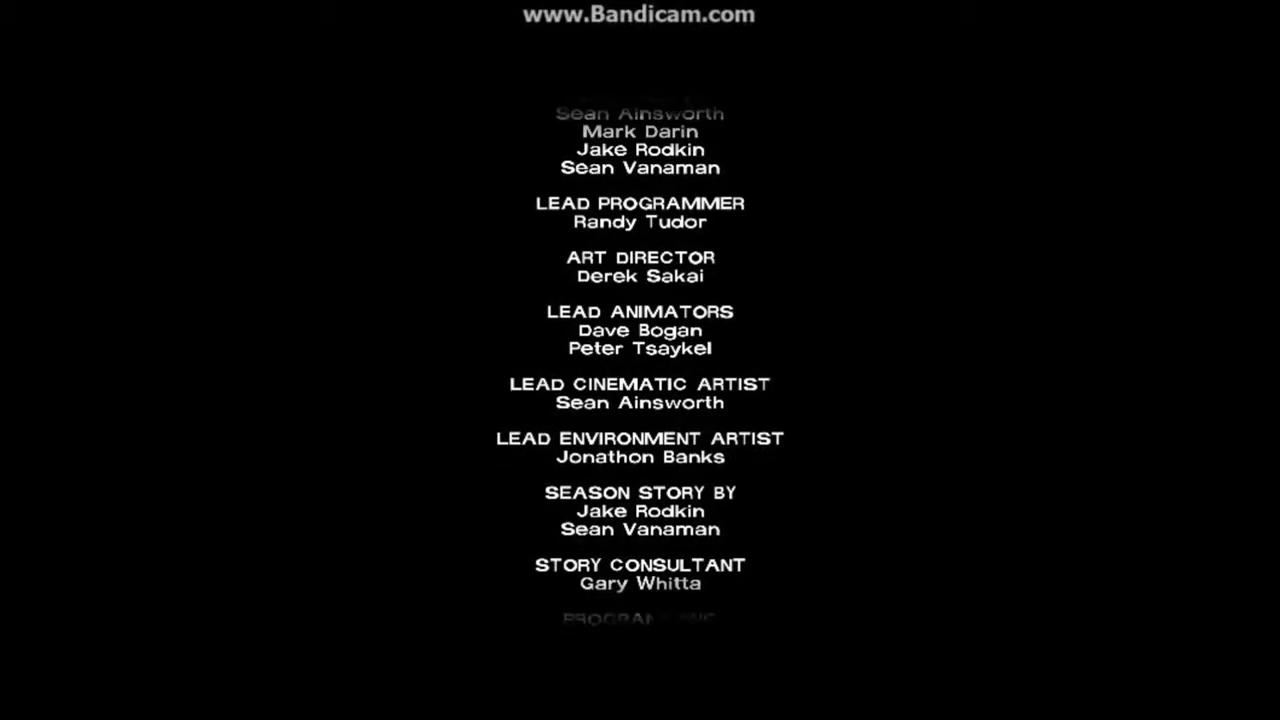 www.Bandicam.com
Sean Ainsworth
Mark Darin
Jake Rodkin
Sean Vanaman
LEAD PROGRAMMER
Randy Tudor
ART DIRECTOR
Derek Sakai
LEAD ANIMATORS
Dave Bogan
Peter Tsaykel
LEAD CINEMATIC ARTIST
Sean Ainsworth
LEAD ENVIRONMENT ARTIST
Jonathon Banks
SEASON STORY BY
Jake Rodkin
Sean Vanaman
STORY CONSULTANT
Gary Whitta